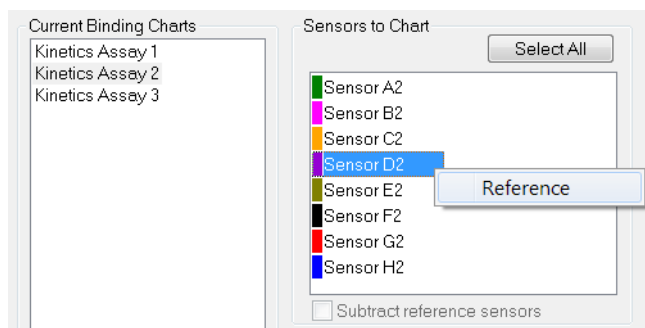 Current Binding Charts
Kinetics Assay 1
Kinetics Assay 2
Kinetics Assay 3
Sensors to Chart
Select All
Sensor A2
Sensor B2
Sensor C2
Sensor D2
Reference
Sensor E2
Sensor F2
Sensor G2
Sensor H2
Subtract reference sensors